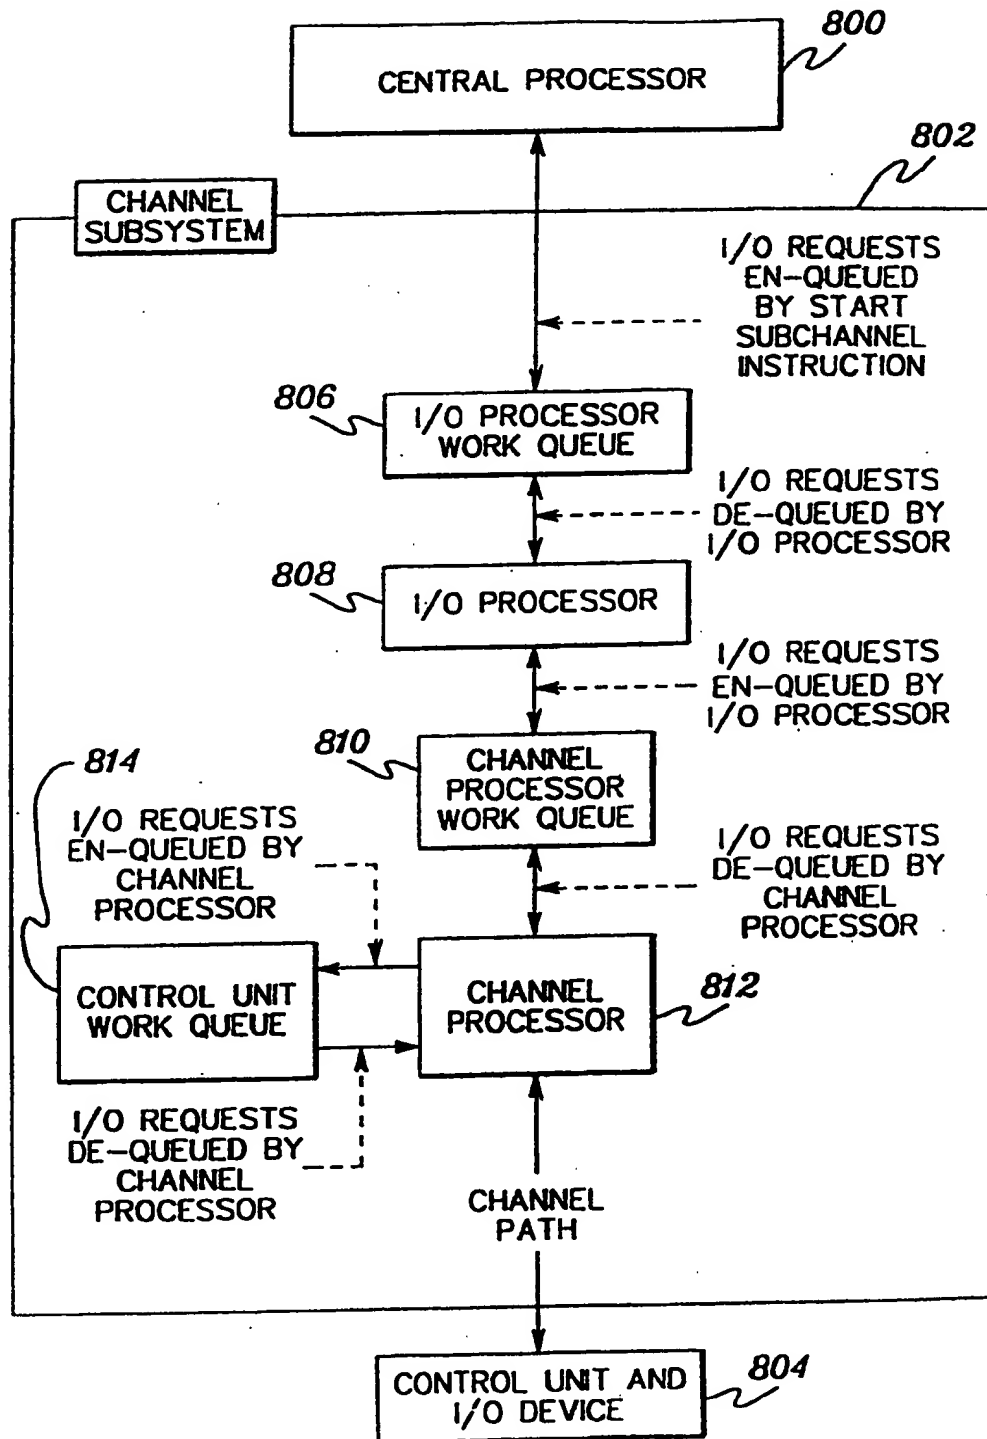 800
CENTRAL PROCESSOR
802
CHANNEL
SUBSYSTEM
I/O REQUESTS
EN-QUEUED
BY START
SUBCHANNEL
INSTRUCTION
806
I/O PROCESSOR
WORK QUEUE
I/O REQUESTS
DE-QUEUED BY
I/O PROCESSOR
808
I/O PROCESSOR
I/O REQUESTS
EN-QUEUED BY
I/O PROCESSOR
810
CHANNEL
PROCESSOR
WORK QUEUE
814
I/O REQUESTS
EN-QUEUED BY
CHANNEL
PROCESSOR
I/O REQUESTS
DE-QUEUED BY
CHANNEL
PROCESSOR
CONTROL UNIT
WORK QUEUE
CHANNEL
PROCESSOR
812
I/O REQUESTS
DE-QUEUED BY
CHANNEL
PROCESSOR
CHANNEL
PATH
CONTROL UNIT AND
I/O DEVICE
804